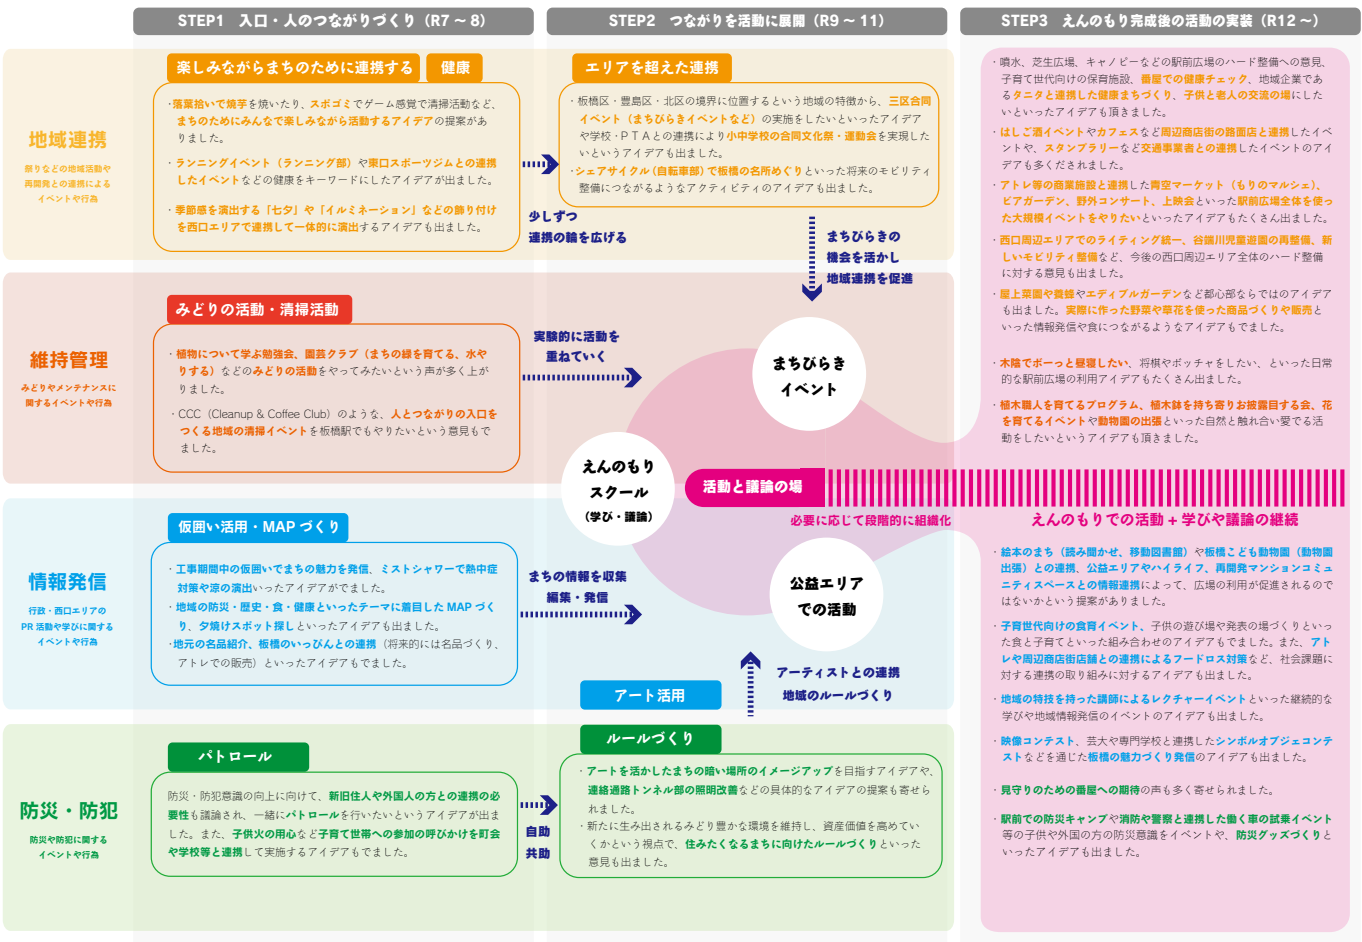 STEP1　入口・人のつながりづくり（R7 ～ 8）
STEP2　つながりを活動に展開（R9 ～ 11）
STEP3　えんのもり完成後の活動の実装（R12 ～）
地域連携
祭りなどの地域活動や
再開発との連携による
イベントや行為
楽しみながらまちのために連携する
健康
・落葉拾いで焼芋を焼いたり、スポゴミでゲーム感覚で清掃活動など、
まちのためにみんなで楽しみながら活動するアイデアの提案があ
りました。
・ランニングイベント（ランニング部）や東口スポーツジムとの連携
したイベントなどの健康をキーワードにしたアイデアが出ました。
・季節感を演出する「七夕」や「イルミネーション」などの飾り付け
を西口エリアで連携して一体的に演出するアイデアも出ました。
少しずつ
連携の輪を広げる
エリアを超えた連携
・板橋区・豊島区・北区の境界に位置するという地域の特徴から、三区合同
イベント（まちびらきイベントなど）の実施をしたいといったアイデア
や学校・ＰＴＡとの連携により小中学校の合同文化祭・運動会を実現した
いというアイデアも出ました。
・シェアサイクル（自転車部）で板橋の名所めぐりといった将来のモビリティ
整備につながるようなアクティビティのアイデアも出ました。
まちびらきの
機会を活かし
地域連携を促進
維持管理
みどりやメンテナンスに
関するイベントや行為
みどりの活動・清掃活動
・植物について学ぶ勉強会、園芸クラブ（まちの緑を育てる、水や
りする）などのみどりの活動をやってみたいという声が多く上が
りました。
・CCC（Cleanup & Coffee Club）のような、人とつながりの入口を
つくる地域の清掃イベントを板橋駅でもやりたいという意見もで
ました。
実験的に活動を
重ねていく
まちびらき
イベント
えんのもり
スクール
（学び・議論）
活動と議論の場
必要に応じて段階的に組織化
公益エリア
での活動
情報発信
行政・西口エリアの
PR 活動や学びに関する
イベントや行為
仮囲い活用・MAP づくり
・工事期間中の仮囲いでまちの魅力を発信、ミストシャワーで熱中症
対策や涼の演出いったアイデアがでました。
・地域の防災・歴史・食・健康といったテーマに着目した MAP づく
り、夕焼けスポット探しといったアイデアも出ました。
・地元の名品紹介、板橋のいっぴんとの連携（将来的には名品づくり、
アトレでの販売）といったアイデアもでました。
まちの情報を収集
編集・発信
アーティストとの連携
地域のルールづくり
アート活用
ルールづくり
防災・防犯
防災や防犯に関する
イベントや行為
パトロール
防災・防犯意識の向上に向けて、新旧住人や外国人の方との連携の必
要性も議論され、一緒にパトロールを行いたいというアイデアが出ま
した。また、子供火の用心など子育て世帯への参加の呼びかけを町会
や学校等と連携して実施するアイデアもでました。
自助
共助
・アートを活かしたまちの暗い場所のイメージアップを目指すアイデアや、
連絡通路トンネル部の照明改善などの具体的なアイデアの提案も寄せら
れました。
・新たに生み出されるみどり豊かな環境を維持し、資産価値を高めてい
くかという視点で、住みたくなるまちに向けたルールづくりといった
意見も出ました。
・噴水、芝生広場、キャノピーなどの駅前広場のハード整備への意見、
子育て世代向けの保育施設、番屋での健康チェック、地域企業であ
るタニタと連携した健康まちづくり、子供と老人の交流の場にした
いといったアイデアも頂きました。
・はしご酒イベントやカフェスなど周辺商店街の路面店と連携したイベ
ントや、スタンプラリーなど交通事業者との連携したイベントのアイ
デアも多くだされました。
・アトレ等の商業施設と連携した青空マーケット（もりのマルシェ）、
ビアガーデン、野外コンサート、上映会といった駅前広場全体を使っ
た大規模イベントをやりたいといったアイデアもたくさん出ました。
・西口周辺エリアでのライティング統一、谷端川児童遊園の再整備、新
しいモビリティ整備など、今後の西口周辺エリア全体のハード整備
に対する意見も出ました。
・屋上菜園や養蜂やエディブルガーデンなど都心部ならではのアイデア
も出ました。実際に作った野菜や草花を使った商品づくりや販売と
いった情報発信や食につながるようなアイデアもでました。
・木陰でボーっと昼寝したい、将棋やボッチャをしたい、といった日常
的な駅前広場の利用アイデアもたくさん出ました。
・植木職人を育てるプログラム、植木鉢を持ち寄りお披露目する会、花
を育てるイベントや動物園の出張といった自然と触れ合い愛でる活
動をしたいというアイデアも頂きました。
えんのもりでの活動 + 学びや議論の継続
・絵本のまち（読み聞かせ、移動図書館）や板橋こども動物園（動物園
出張）との連携、公益エリアやハイライフ、再開発マンションコミュ
ニティスペースとの情報連携によって、広場の利用が促進されるので
はないかという提案がありました。
・子育世代向けの食育イベント、子供の遊び場や発表の場づくりといっ
た食と子育てといった組み合わせのアイデアもでました。また、アト
レや周辺商店街店舗との連携によるフードロス対策など、社会課題に
対する連携の取り組みに対するアイデアも出ました。
・地域の特技を持った講師によるレクチャーイベントといった継続的な
学びや地域情報発信のイベントのアイデアも出ました。
・映像コンテスト、芸大や専門学校と連携したシンボルオブジェコンテ
ストなどを通じた板橋の魅力づくり発信のアイデアも出ました。
・見守りのための番屋への期待の声も多く寄せられました。
・駅前での防災キャンプや消防や警察と連携した働く車の試乗イベント
等の子供や外国の方の防災意識をイベントや、防災グッズづくりと
いったアイデアも出ました。